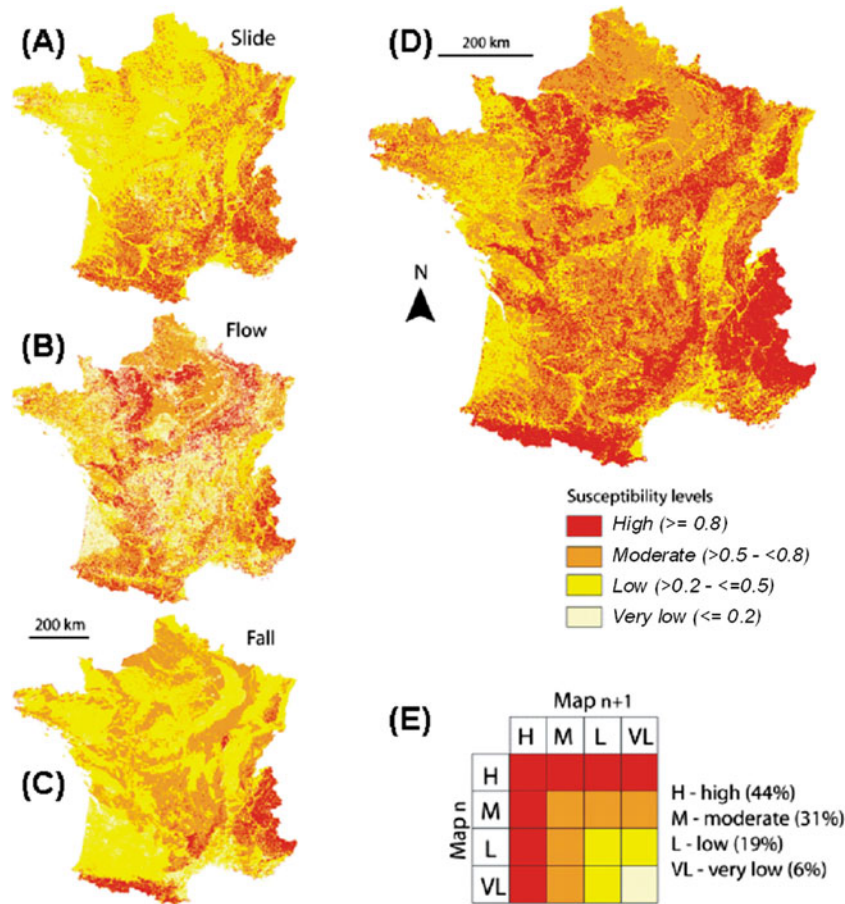 (A)
Slide
(D)
200 km
N
(B)
Flow
200 km
Fall
(C)
Susceptibility levels
High (>= 0.8)
Moderate (>0.5 - <0.8)
Low (>0.2 - <=0.5)
Very low (<= 0.2)
(E)
Map n+1
H M L VL
Map n
H
M
L
VL
H - high (44%)
M - moderate (31%)
L - low (19%)
VL - very low (6%)